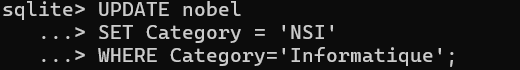 sqlite> UPDATE nobel
...> SET Category = 'NSI'
...> WHERE Category='Informatique';